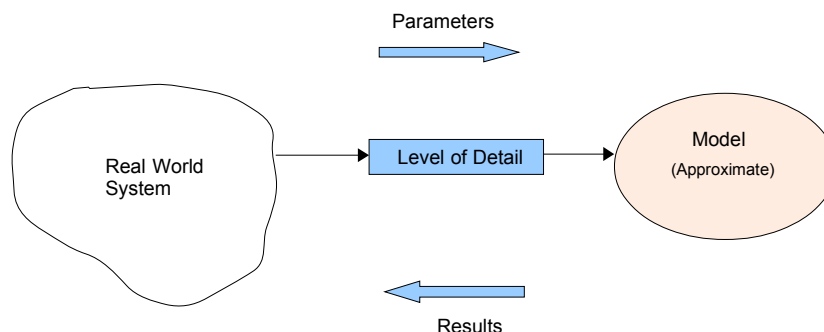 Parameters
Real World
System
Level of Detail
Model
(Approximate)
Results